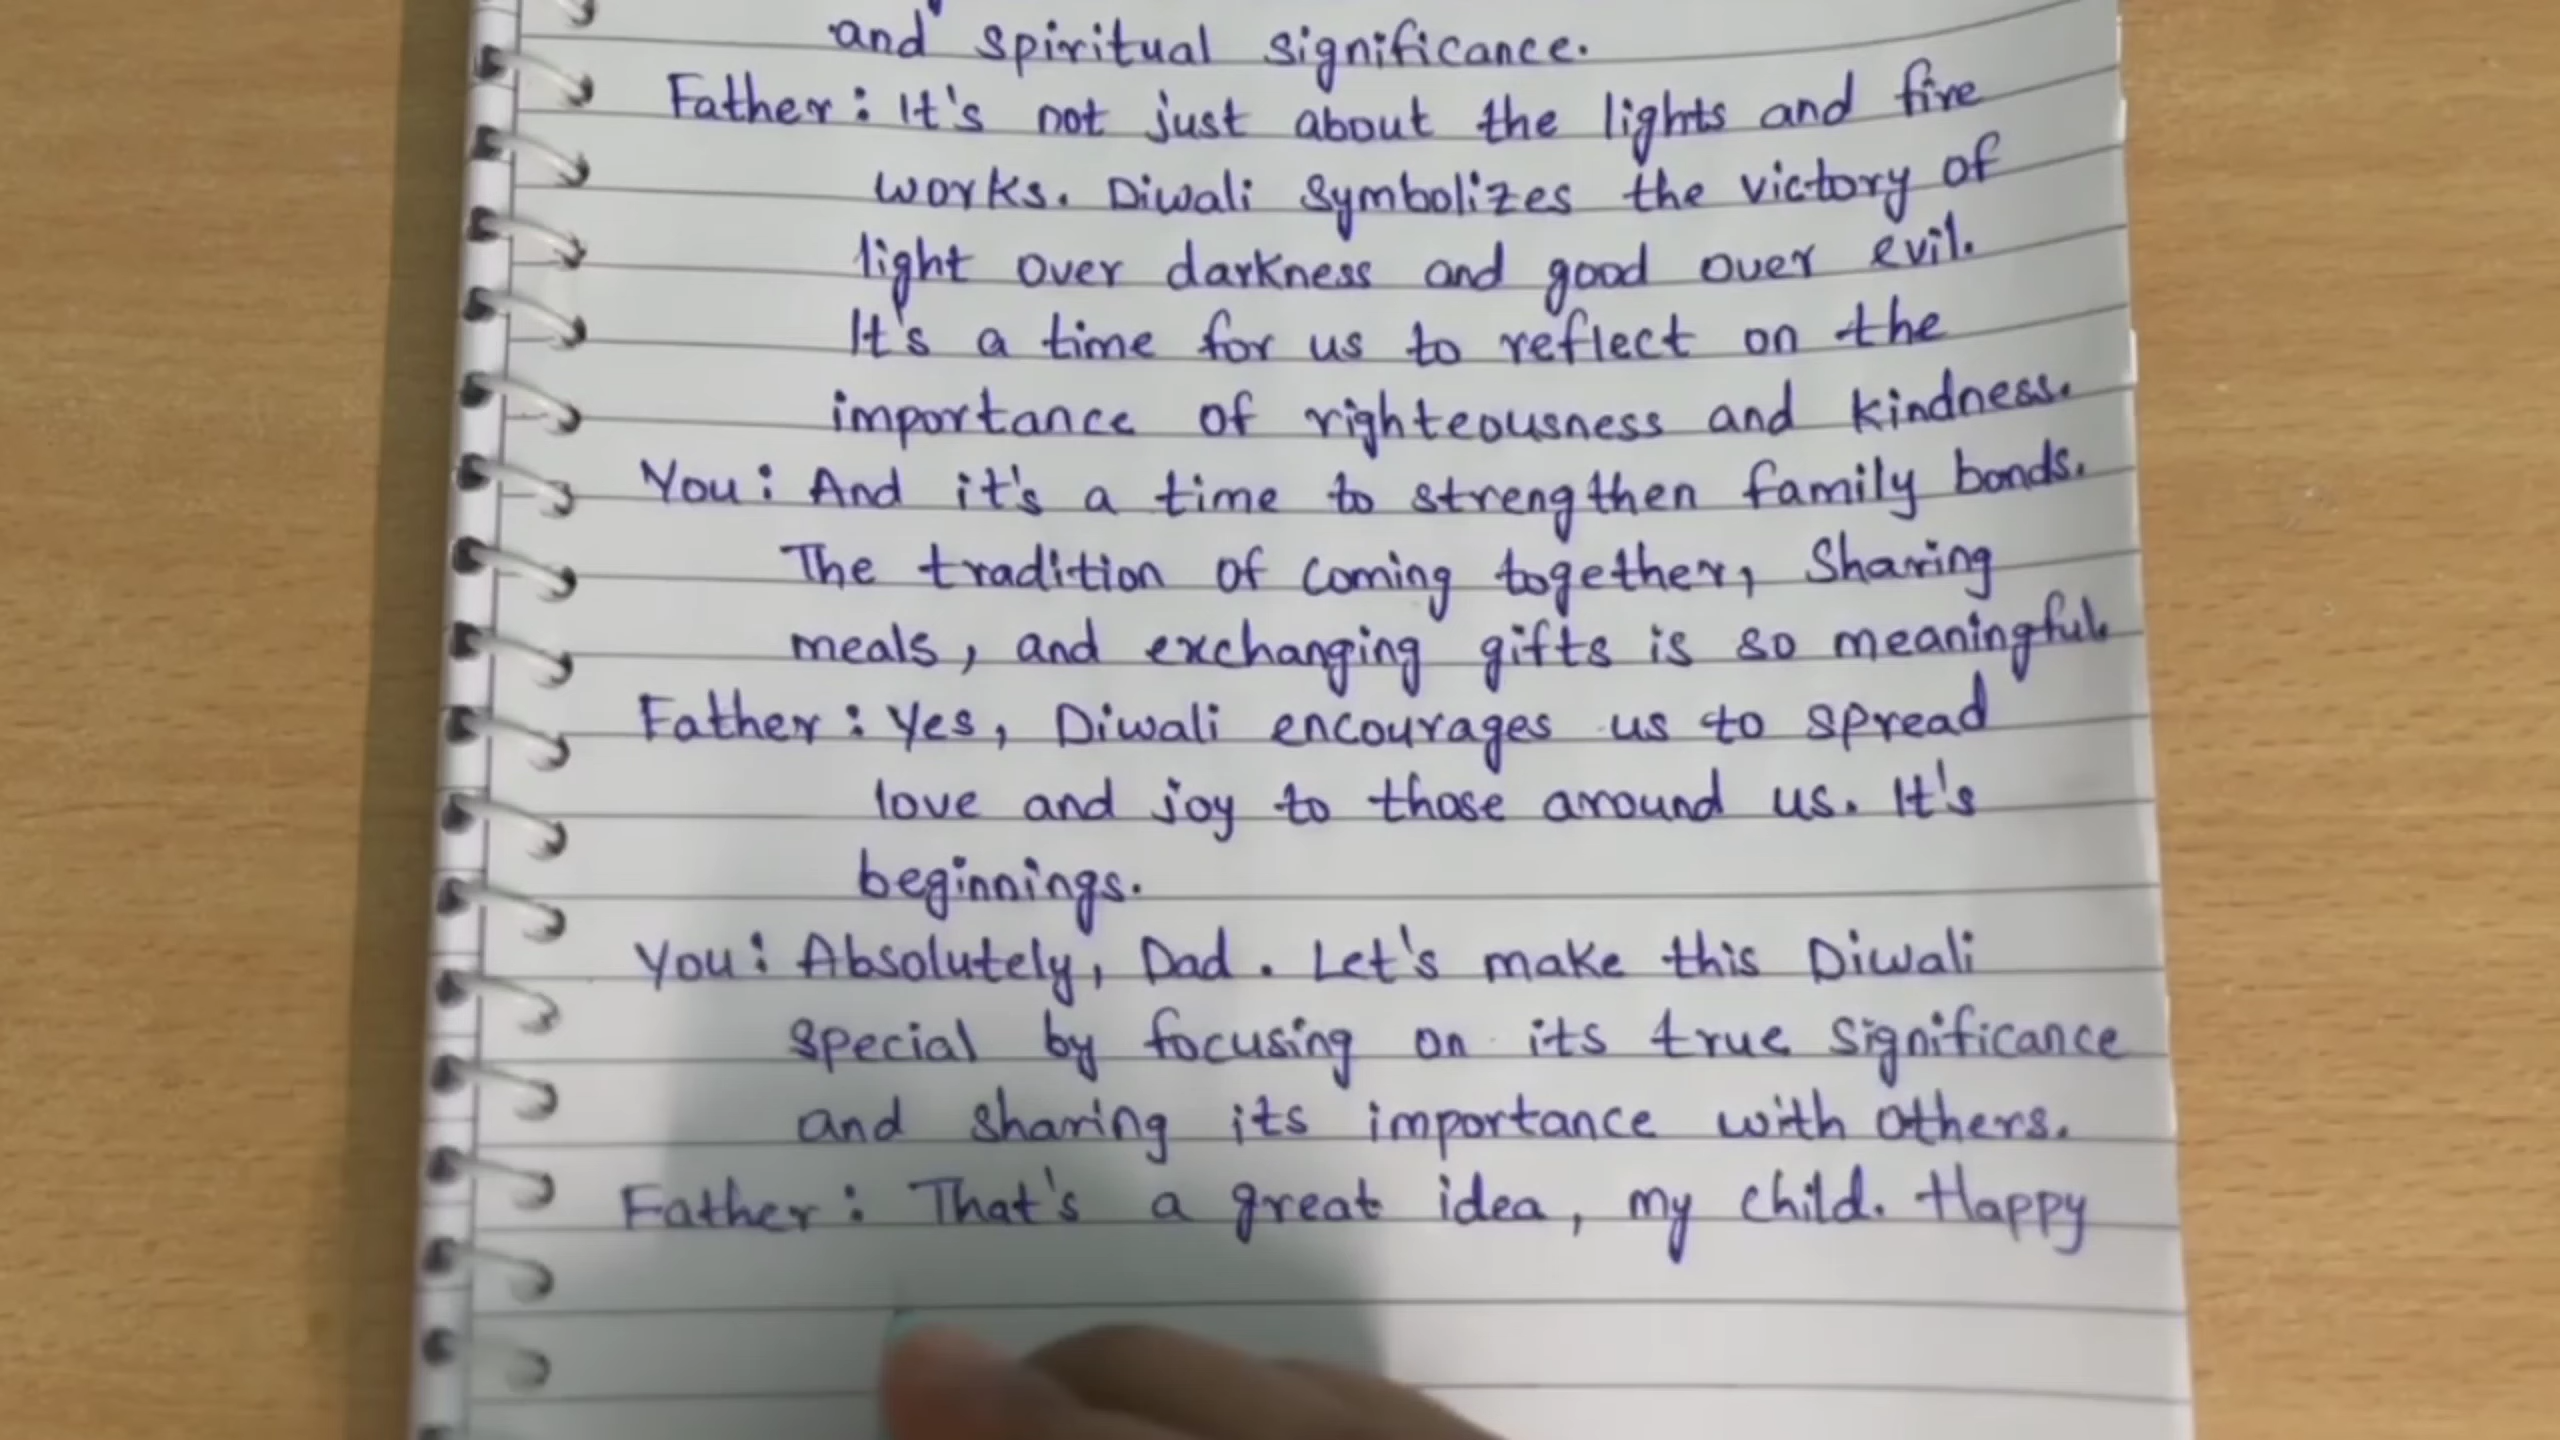 and spiritual significance.
Father: It's not just about the lights and fire
works. Diwali symbolizes the victory of
light over darkness and good over evil.
It's a time for us to reflect on the
importance of righteousness and kindness.
You: And it's a time to strengthen family bonds.
The tradition of coming together, sharing
meals, and exchanging gifts is so meaningful.
Father: Yes, Diwali encourages us to spread
love and joy to those around us. It's
beginnings.
You: Absolutely, Dad. Let's make this Diwali
special by focusing on its true significance
and sharing its importance with others.
Father: That's a great idea, my child. Happy